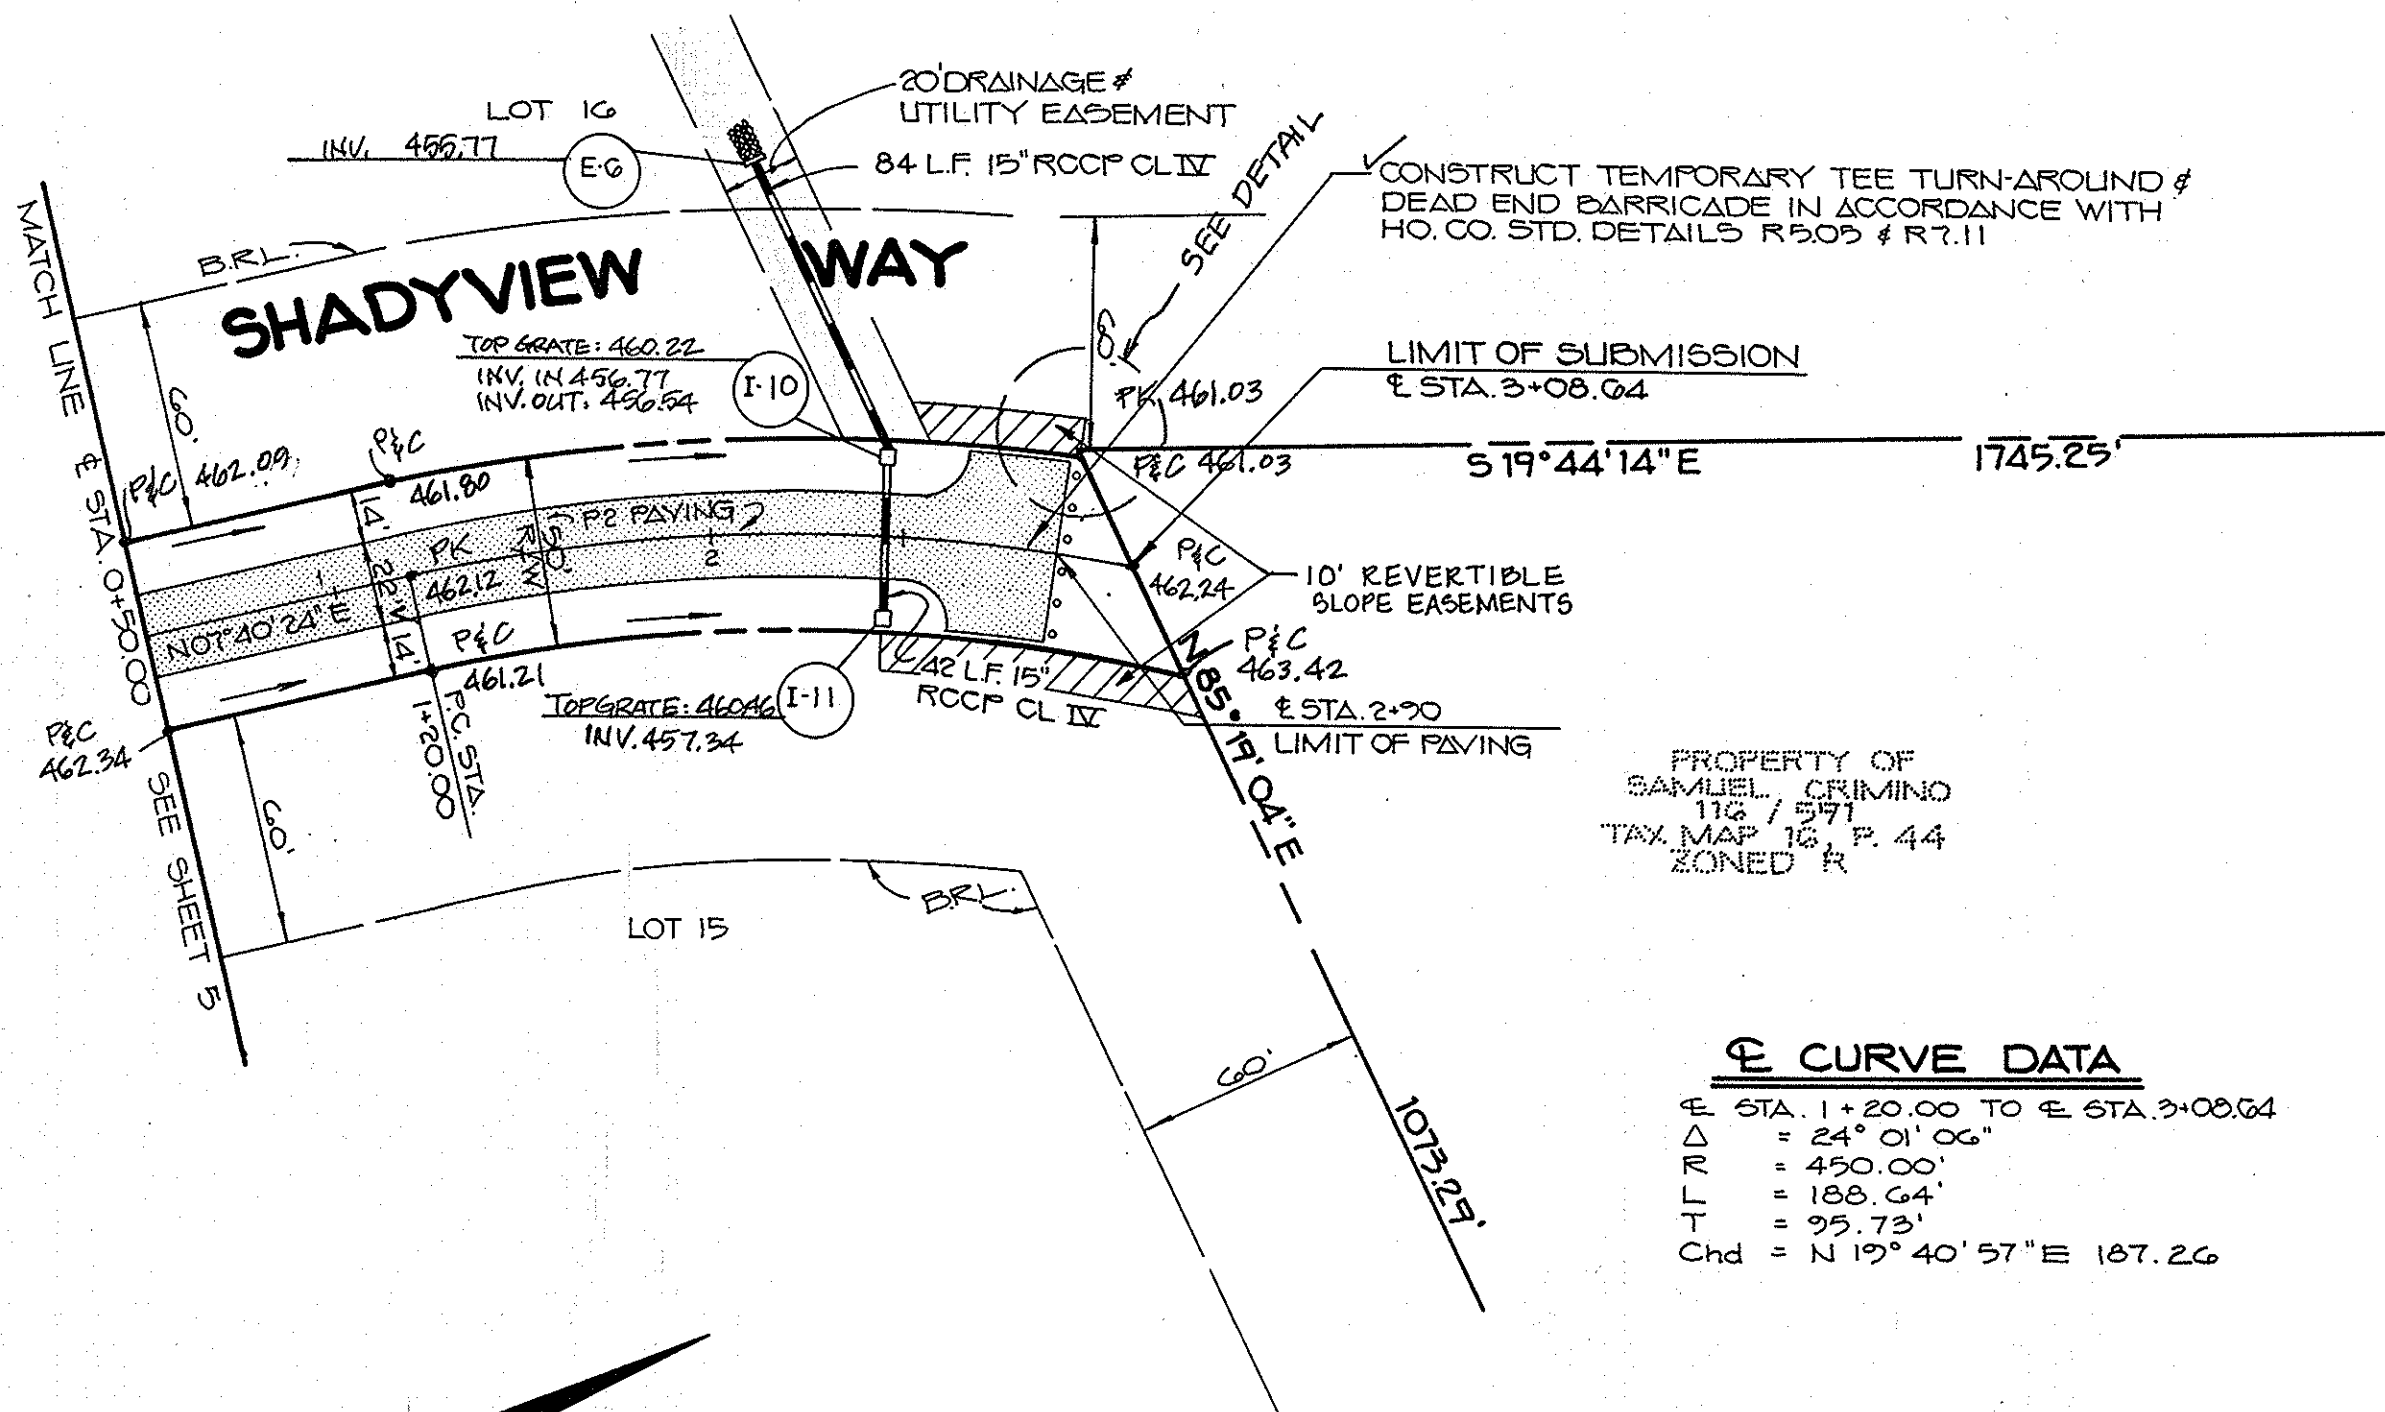 LOT 16
INV. 455.77
E-6
20' DRAINAGE &
UTILITY EASEMENT
84 L.F. 15" RCCP CL IV
SEE DETAIL
CONSTRUCT TEMPORARY TEE TURN-AROUND &
DEAD END BARRICADE IN ACCORDANCE WITH
HO. CO. STD. DETAILS R5.05 & R7.11
MATCH LINE ℄ STA. 0+50.00 SEE SHEET 5
B.R.L.
SHADYVIEW WAY
TOP GRATE: 460.22
INV. IN 456.77
INV. OUT: 456.54
I-10
LIMIT OF SUBMISSION
℄ STA. 3+08.64
PK 461.03
60'
P&C 462.09
P&C
461.80
P&C 461.03
S 19°44'14" E
1745.25'
14'
22'
14'
P2 PAVING
50'
R/W
PK
462.12
1
2
1
N07°40'24"E
P&C
462.24
10' REVERTIBLE
SLOPE EASEMENTS
P&C
461.21
P&C
463.42
42 L.F. 15"
RCCP CL IV
I-11
TOP GRATE: 460.46
INV. 457.34
P.C. STA.
1+20.00
℄ STA. 2+90
LIMIT OF PAVING
P&C
462.34
N 85°19'04" E
60'
PROPERTY OF
SAMUEL CRIMINO
116 / 571
TAX MAP 16, P. 44
ZONED R
B.R.L.
LOT 15
60'
1073.29'
℄ CURVE DATA
℄ STA. 1+20.00 TO ℄ STA. 3+08.64
Δ = 24° 01' 06"
R = 450.00'
L = 188.64'
T = 95.73'
Chd = N 19° 40' 57" E 187.26